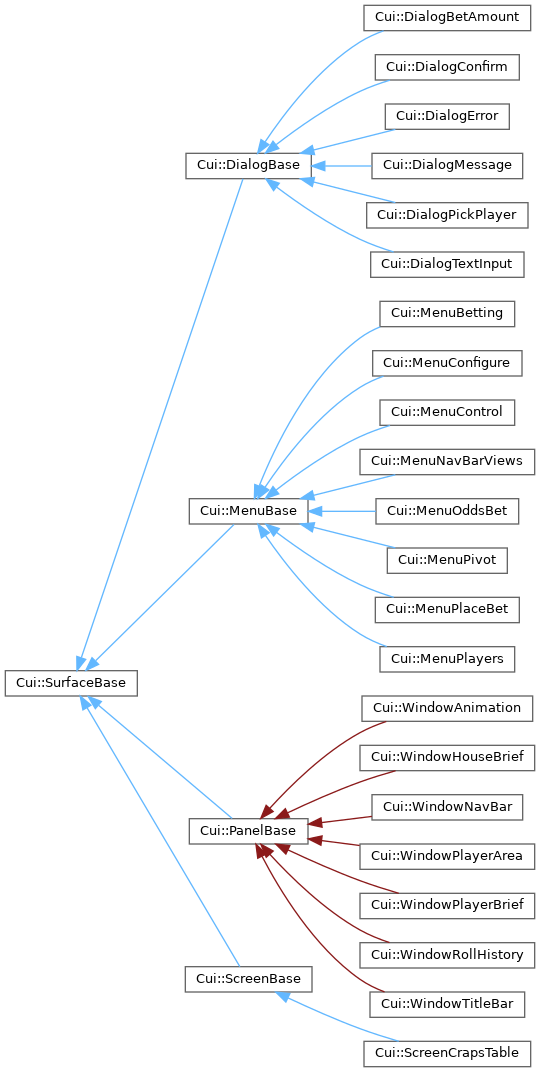 Cui::DialogBetAmount
Cui::DialogConfirm
Cui::DialogError
Cui::DialogBase
Cui::DialogMessage
Cui::DialogPickPlayer
Cui::DialogTextInput
Cui::MenuBetting
Cui::MenuConfigure
Cui::MenuControl
Cui::MenuNavBarViews
Cui::MenuBase
Cui::MenuOddsBet
Cui::MenuPivot
Cui::MenuPlaceBet
Cui::MenuPlayers
Cui::SurfaceBase
Cui::WindowAnimation
Cui::WindowHouseBrief
Cui::WindowNavBar
Cui::PanelBase
Cui::WindowPlayerArea
Cui::WindowPlayerBrief
Cui::WindowRollHistory
Cui::ScreenBase
Cui::WindowTitleBar
Cui::ScreenCrapsTable